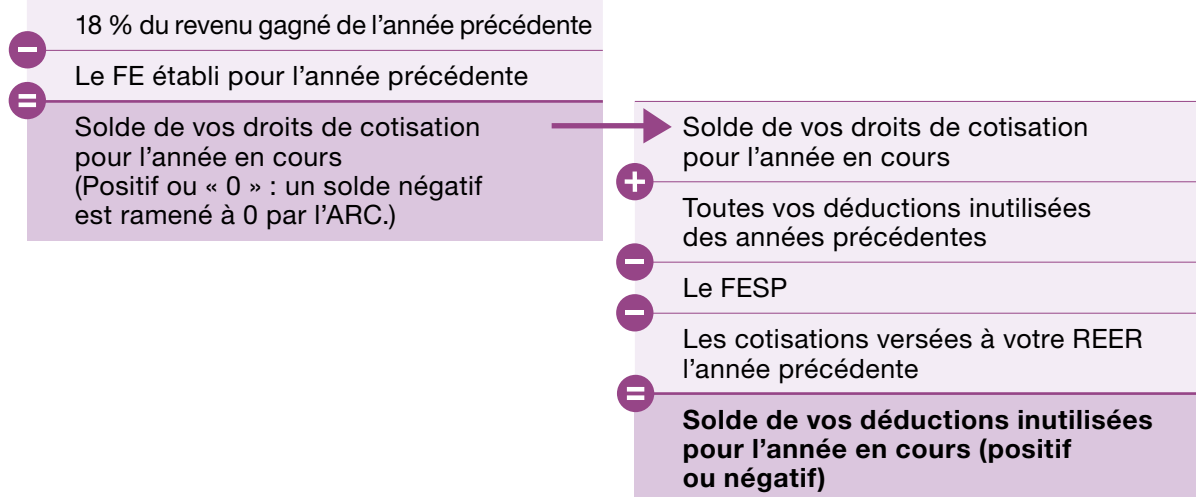 18 % du revenu gagné de l'année précédente
−
Le FE établi pour l'année précédente
=
Solde de vos droits de cotisation
pour l'année en cours
(Positif ou « 0 » : un solde négatif
est ramené à 0 par l'ARC.)
Solde de vos droits de cotisation
pour l'année en cours
+
Toutes vos déductions inutilisées
des années précédentes
−
Le FESP
−
Les cotisations versées à votre REER
l'année précédente
=
Solde de vos déductions inutilisées
pour l'année en cours (positif
ou négatif)